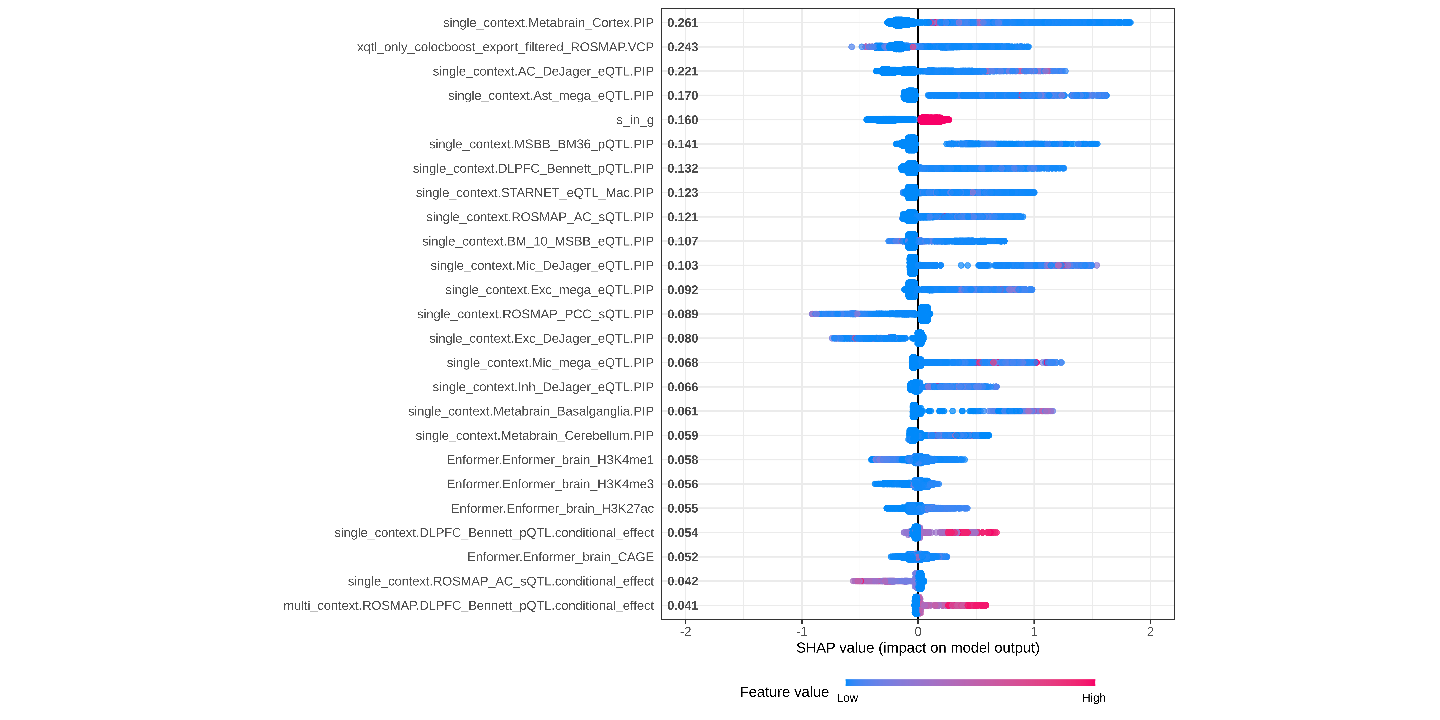 single_context.Metabrain_Cortex.PIP 0.261
xqtl_only_colocboost_export_filtered_ROSMAP.VCP 0.243
single_context.AC_DeJager_eQTL.PIP 0.221
single_context.Ast_mega_eQTL.PIP 0.170
s_in_g 0.160
single_context.MSBB_BM36_pQTL.PIP 0.141
single_context.DLPFC_Bennett_pQTL.PIP 0.132
single_context.STARNET_eQTL_Mac.PIP 0.123
single_context.ROSMAP_AC_sQTL.PIP 0.121
single_context.BM_10_MSBB_eQTL.PIP 0.107
single_context.Mic_DeJager_eQTL.PIP 0.103
single_context.Exc_mega_eQTL.PIP 0.092
single_context.ROSMAP_PCC_sQTL.PIP 0.089
single_context.Exc_DeJager_eQTL.PIP 0.080
single_context.Mic_mega_eQTL.PIP 0.068
single_context.Inh_DeJager_eQTL.PIP 0.066
single_context.Metabrain_Basalganglia.PIP 0.061
single_context.Metabrain_Cerebellum.PIP 0.059
Enformer.Enformer_brain_H3K4me1 0.058
Enformer.Enformer_brain_H3K4me3 0.056
Enformer.Enformer_brain_H3K27ac 0.055
single_context.DLPFC_Bennett_pQTL.conditional_effect 0.054
Enformer.Enformer_brain_CAGE 0.052
single_context.ROSMAP_AC_sQTL.conditional_effect 0.042
multi_context.ROSMAP.DLPFC_Bennett_pQTL.conditional_effect 0.041
-2 -1 0 1 2
SHAP value (impact on model output)
Feature value Low High